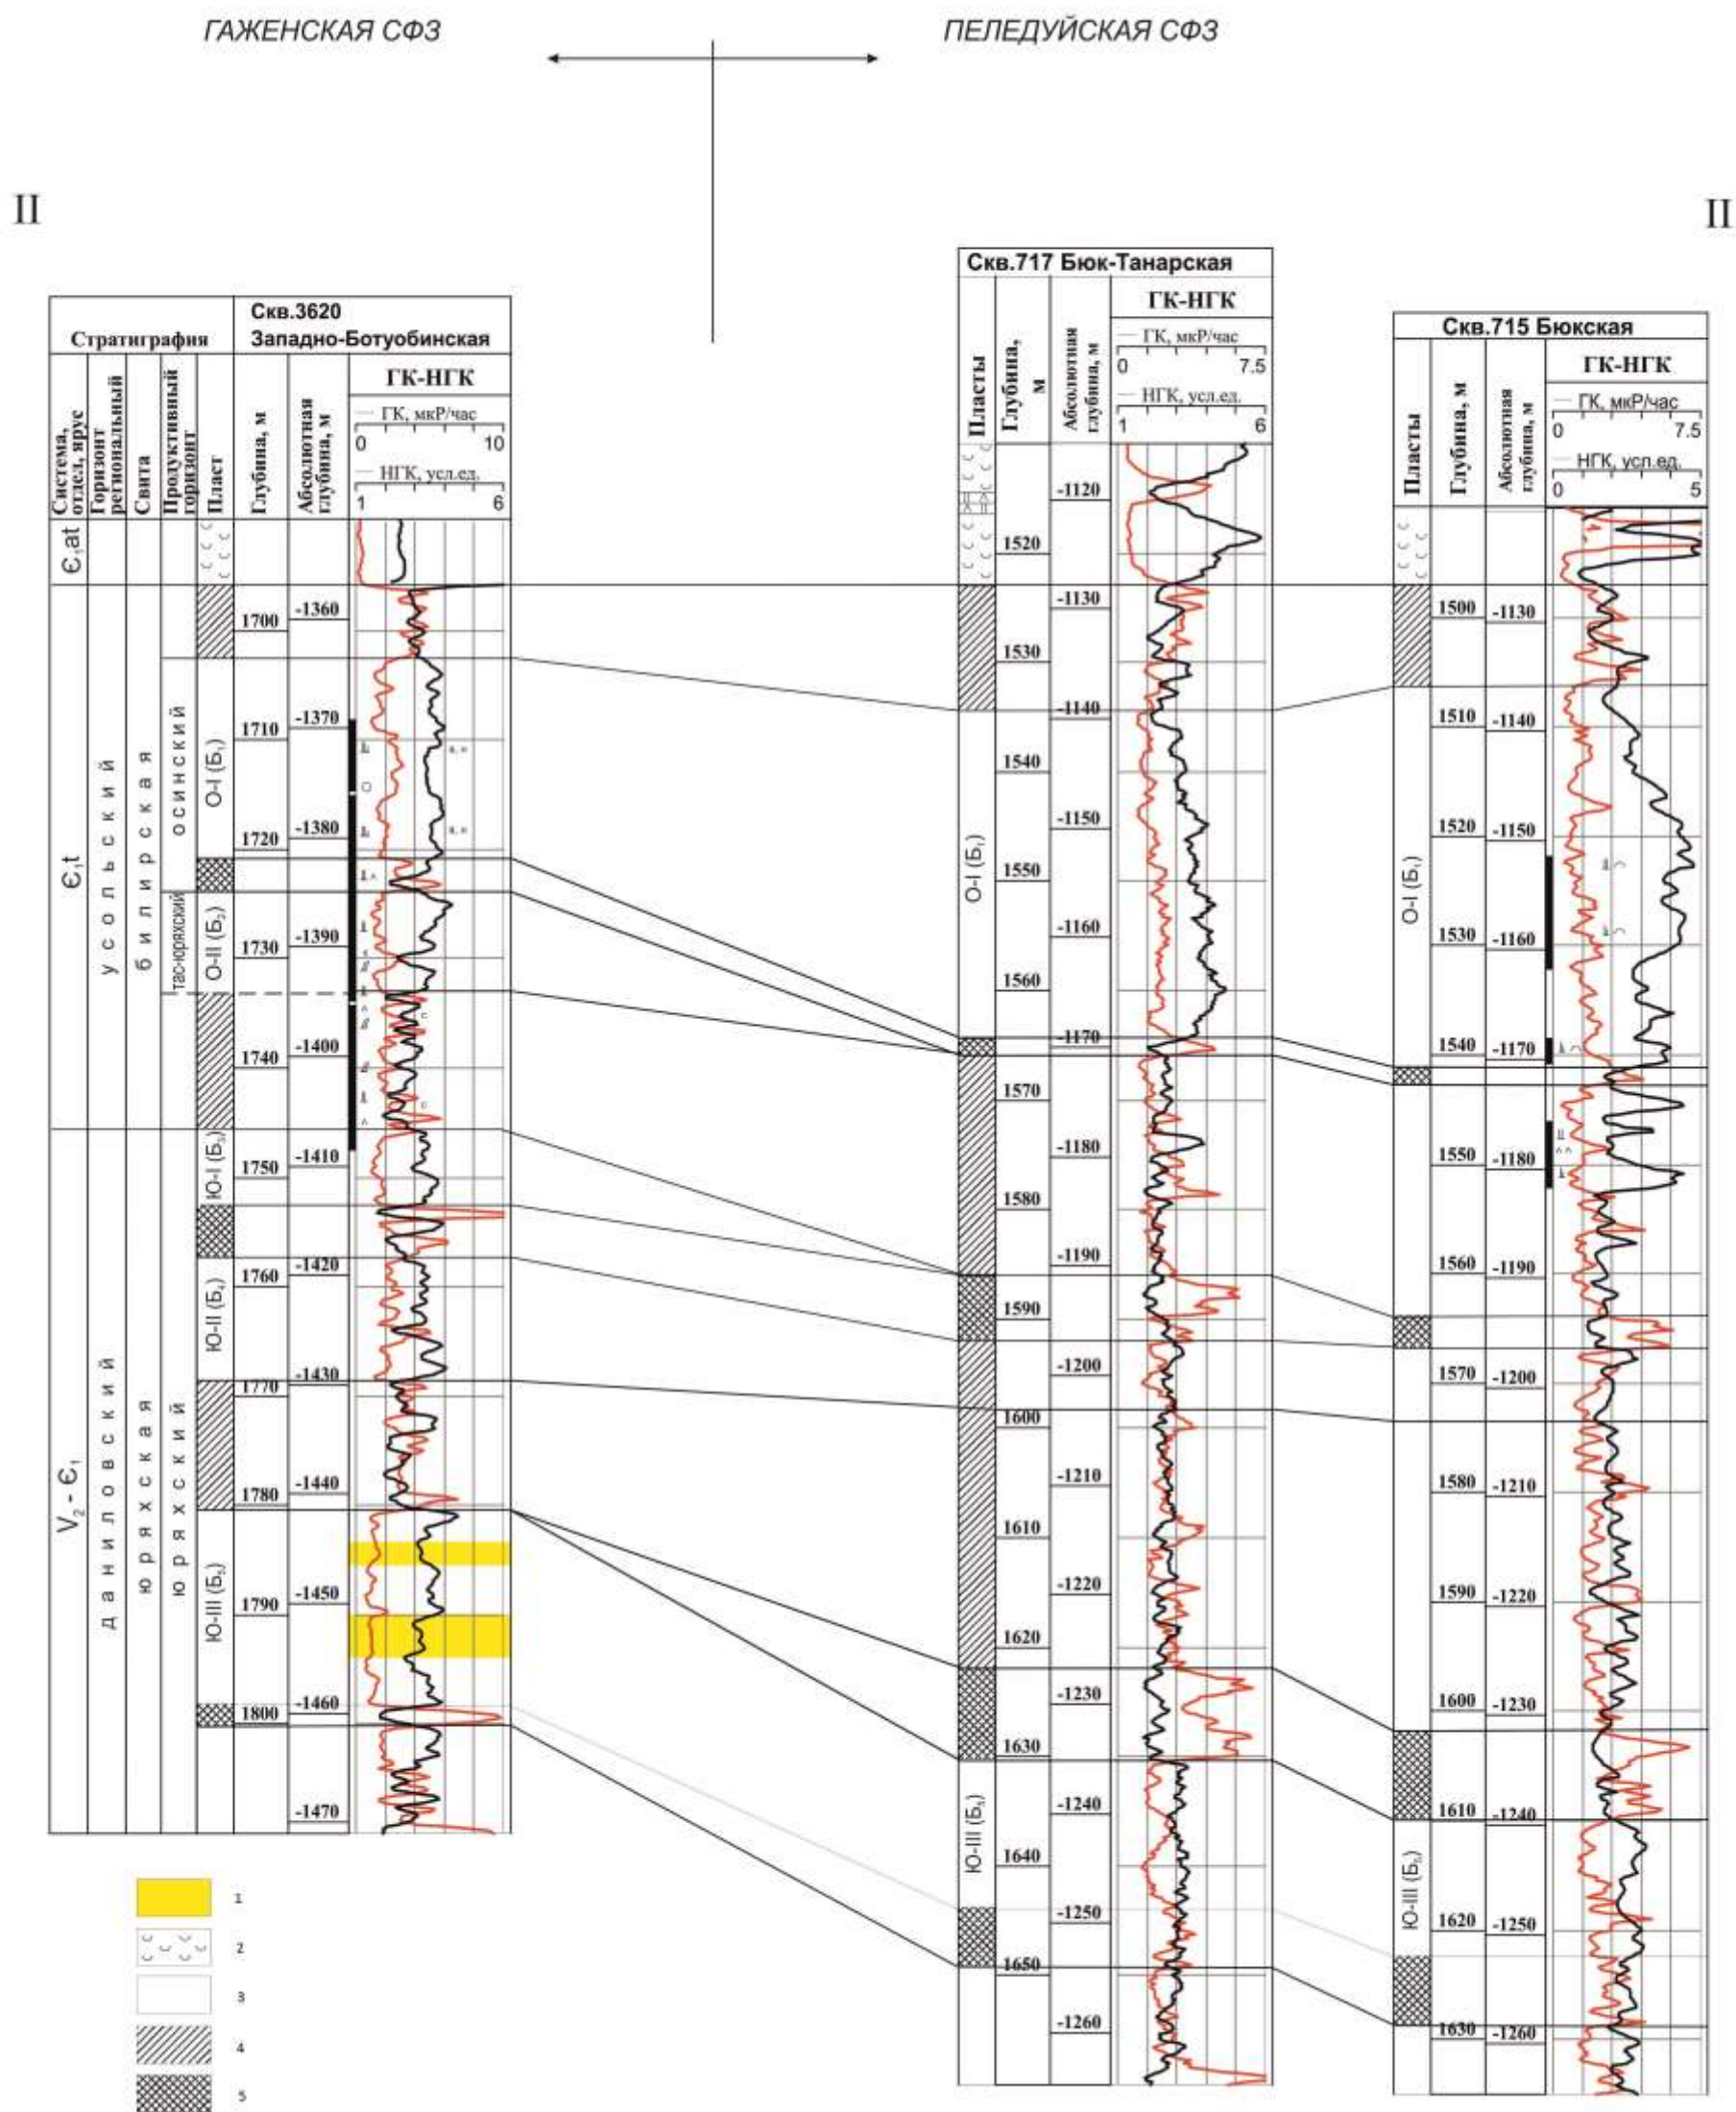 ГАЖЕНСКАЯ СФЗ
ПЕЛЕДУЙСКАЯ СФЗ
II
II
Скв.3620
Западно-Ботуобинская
Стратиграфия
Система, отдел, ярус
Горизонт региональный
Свита
Продуктивный горизонт
Пласт
Глубина, м
Абсолютная глубина, м
ГК-НГК
ГК, мкР/час
0 10
НГК, усл.ед.
1 6
Є₁at
Є₁t
V₂ - Є₁
усольский
даниловский
билирская
юряхская
осинский
тас-юряхский
юряхский
О-I (Б₁)
О-II (Б₂)
Ю-I (Б₃)
Ю-II (Б₄)
Ю-III (Б₅)
1700
1710
1720
1730
1740
1750
1760
1770
1780
1790
1800
-1360
-1370
-1380
-1390
-1400
-1410
-1420
-1430
-1440
-1450
-1460
-1470
Скв.717 Бюк-Танарская
Пласты
Глубина, м
Абсолютная глубина, м
ГК-НГК
ГК, мкР/час
0 7.5
НГК, усл.ед.
1 6
О-I (Б₁)
Ю-III (Б₅)
1520
1530
1540
1550
1560
1570
1580
1590
1600
1610
1620
1630
1640
1650
-1120
-1130
-1140
-1150
-1160
-1170
-1180
-1190
-1200
-1210
-1220
-1230
-1240
-1250
-1260
Скв.715 Бюкская
Пласты
Глубина, м
Абсолютная глубина, м
ГК-НГК
ГК, мкР/час
0 7.5
НГК, усл.ед.
0 5
О-I (Б₁)
Ю-III (Б₅)
1500
1510
1520
1530
1540
1550
1560
1570
1580
1590
1600
1610
1620
1630
-1130
-1140
-1150
-1160
-1170
-1180
-1190
-1200
-1210
-1220
-1230
-1240
-1250
-1260
1
2
3
4
5